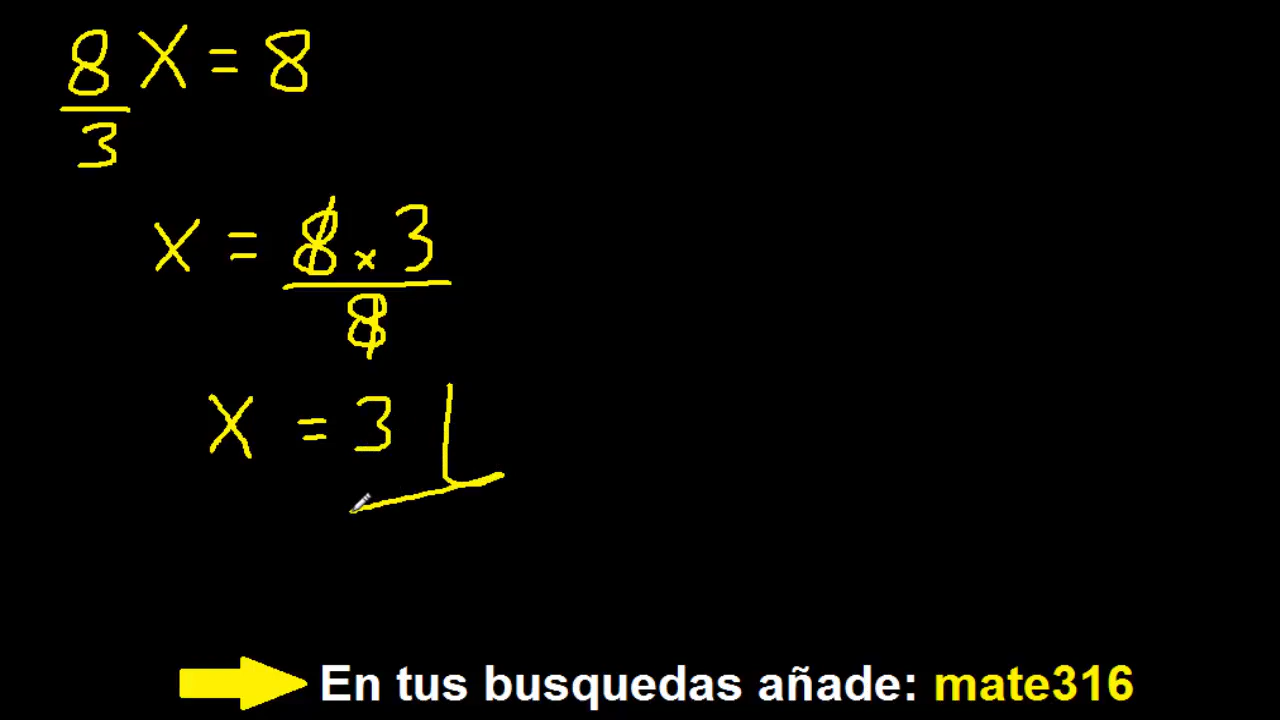 8/3 X = 8
x = 8 x 3 / 8
X = 3
En tus busquedas añade: mate316